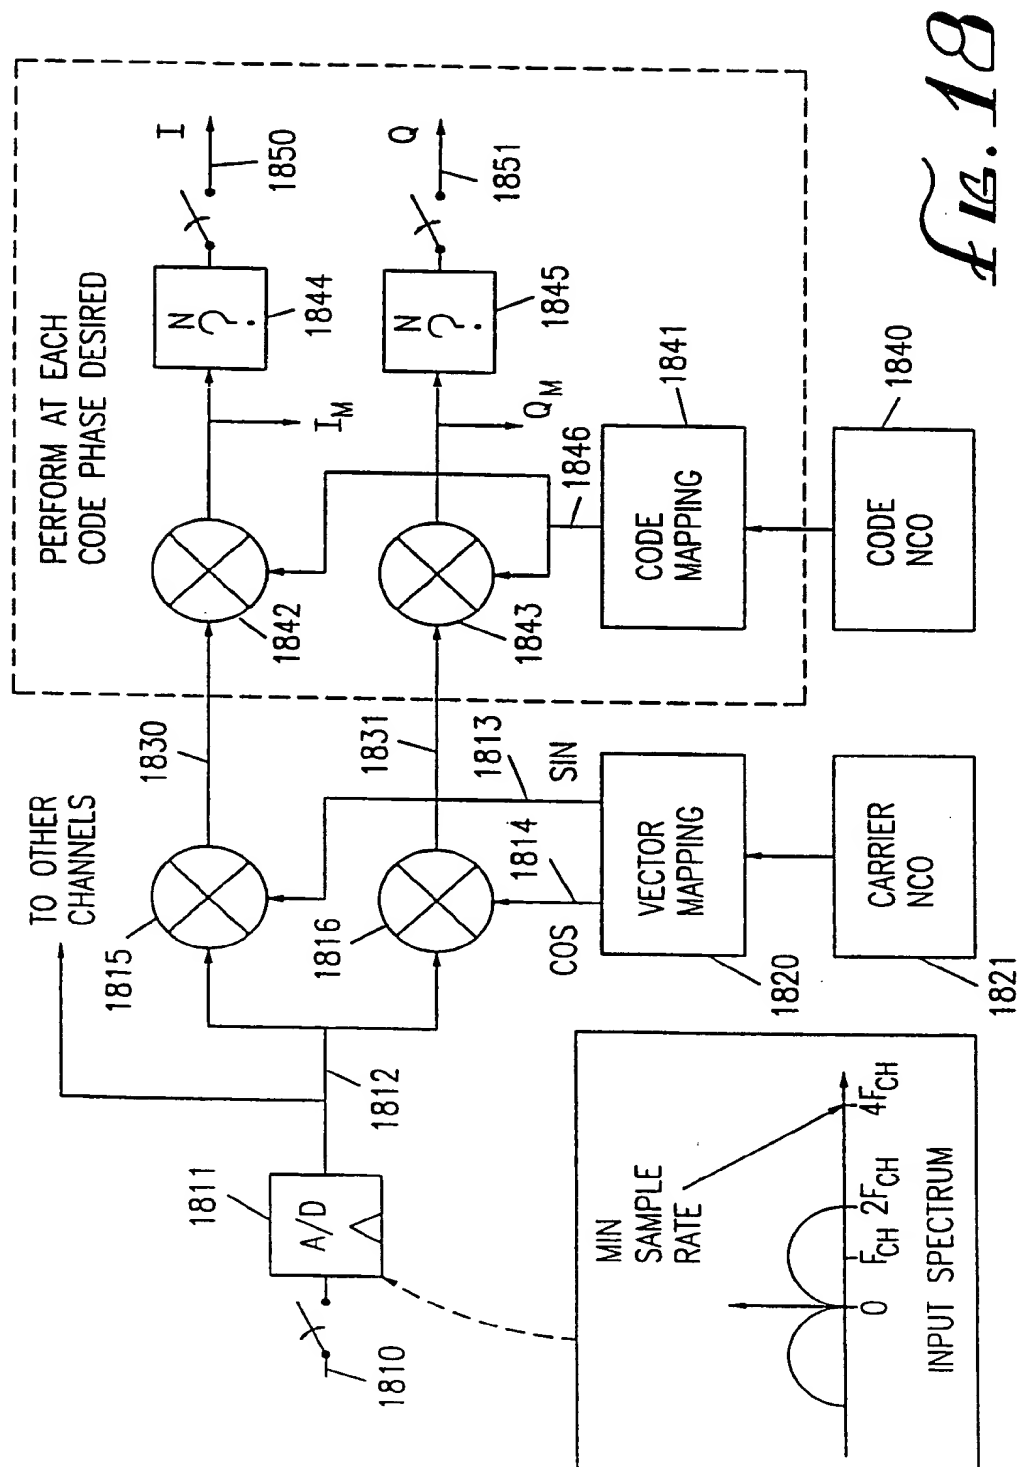 PERFORM AT EACH
CODE PHASE DESIRED
TO OTHER
CHANNELS
1815
1830
1842
I_M
N
?
1844
I
1850
1810
A/D
1811
1812
1816
1831
1843
Q_M
N
?
1845
Q
1851
COS
1814
1813
SIN
1846
VECTOR
MAPPING
1820
CODE
MAPPING
1841
CARRIER
NCO
1821
CODE
NCO
1840
MIN
SAMPLE
RATE
0
F_CH
2F_CH
4F_CH
INPUT SPECTRUM
FIG. 18